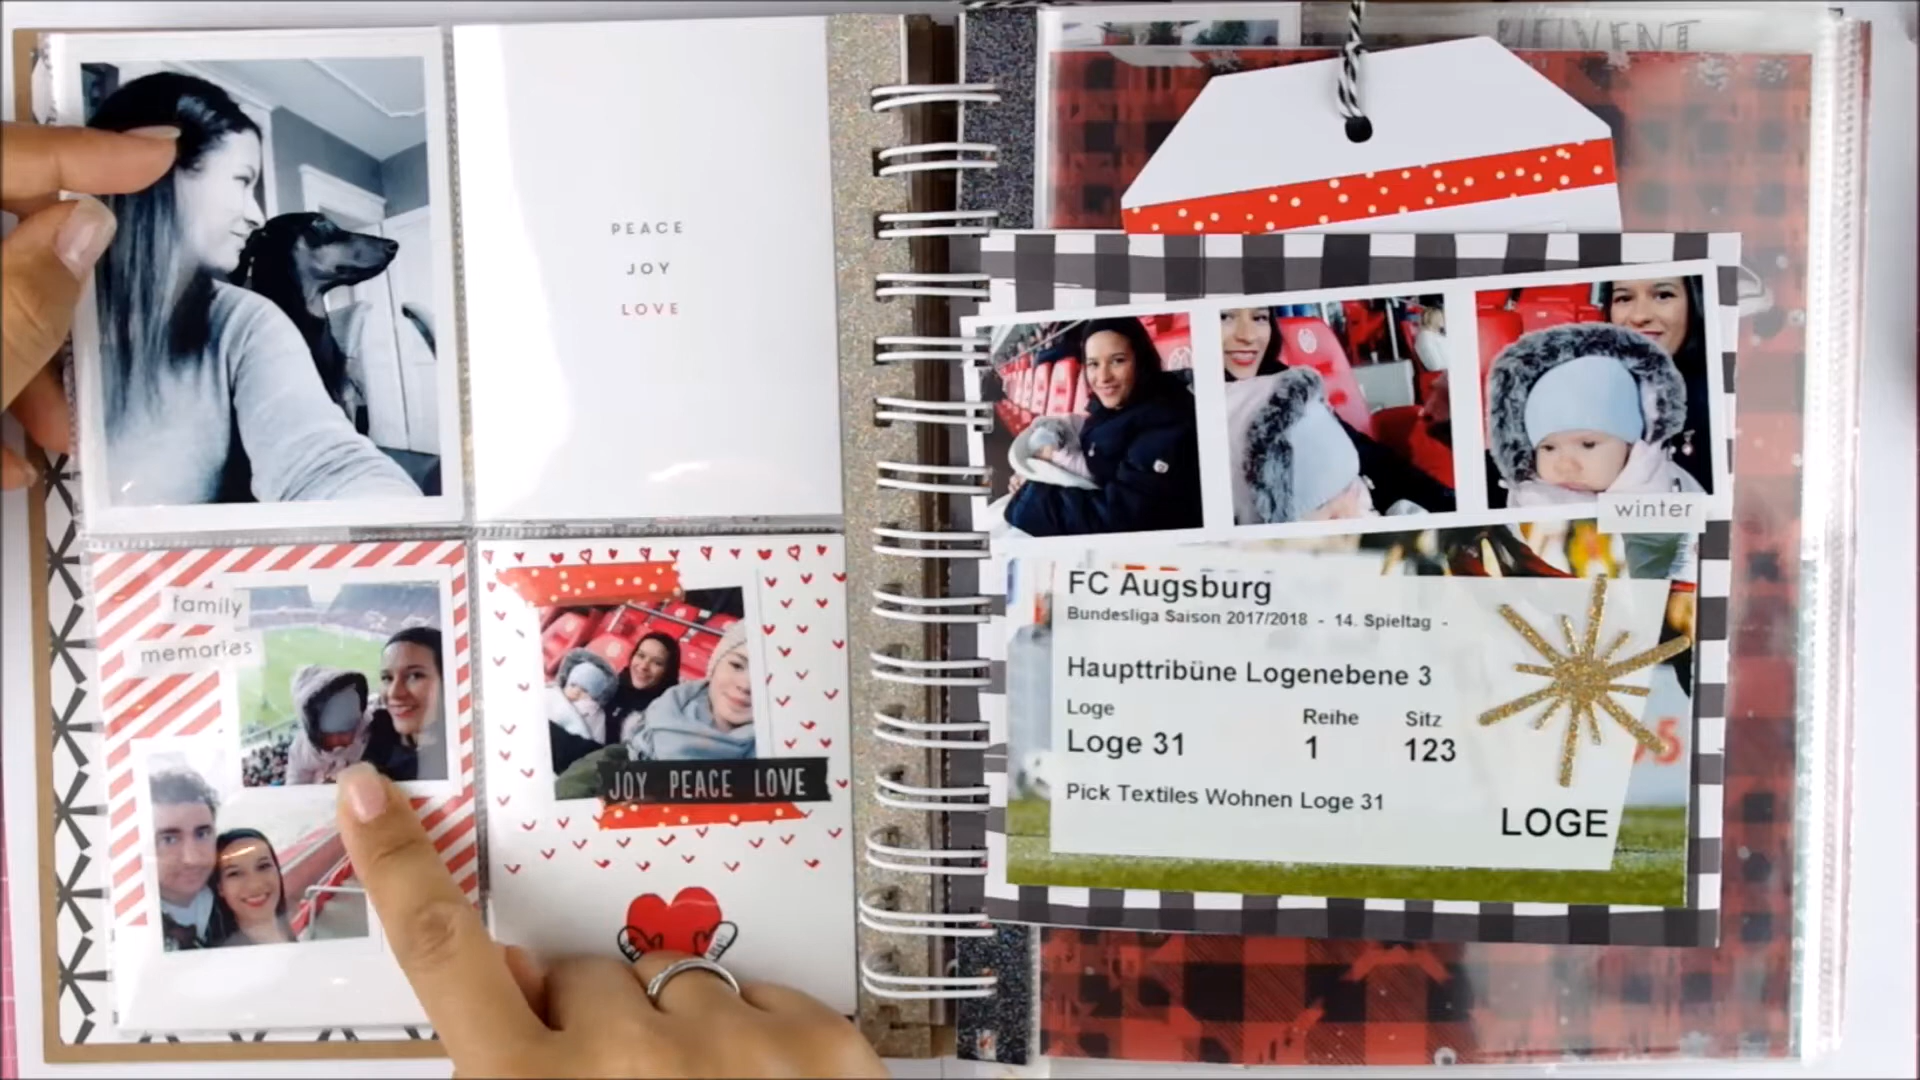 PEACE
JOY
LOVE
family
memories
JOY PEACE LOVE
winter
FC Augsburg
Bundesliga Saison 2017/2018 - 14. Spieltag -
Haupttribüne Logenebene 3
Loge Reihe Sitz
Loge 31 1 123
Pick Textiles Wohnen Loge 31
LOGE